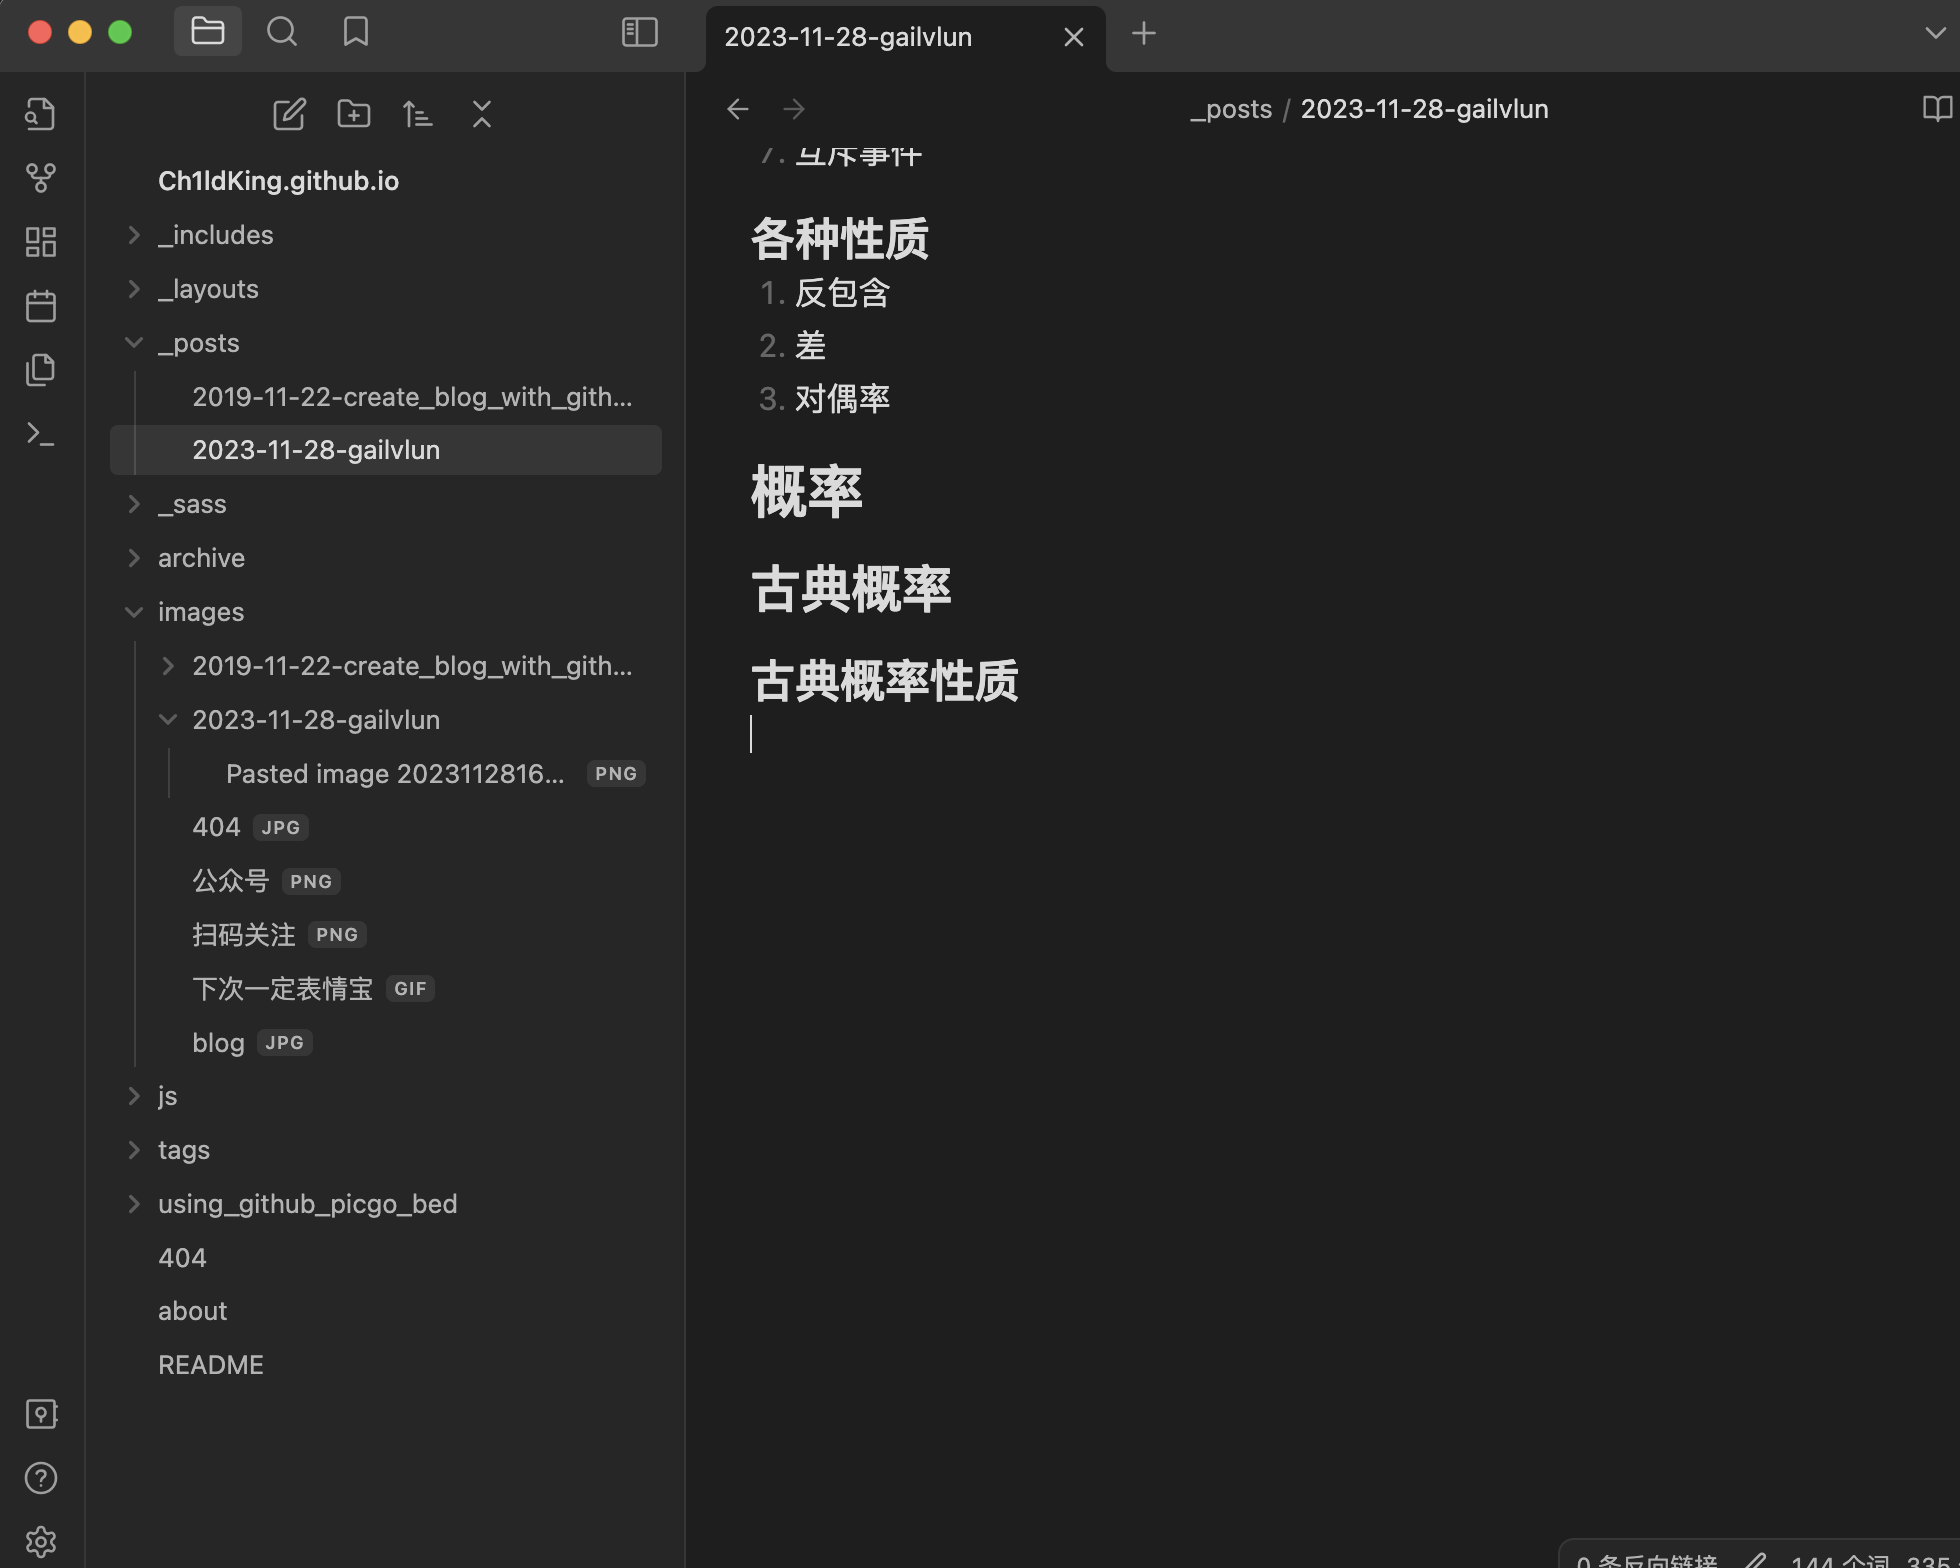 2023-11-28-gailvlun
Ch1ldKing.github.io
_includes
_layouts
_posts
2019-11-22-create_blog_with_gith...
2023-11-28-gailvlun
_sass
archive
images
2019-11-22-create_blog_with_gith...
2023-11-28-gailvlun
Pasted image 2023112816... PNG
404 JPG
公众号 PNG
扫码关注 PNG
下次一定表情宝 GIF
blog JPG
js
tags
using_github_picgo_bed
404
about
README
_posts / 2023-11-28-gailvlun
7. 互斥事件
各种性质
1. 反包含
2. 差
3. 对偶率
概率
古典概率
古典概率性质
0 条反向链接 144 个词 335